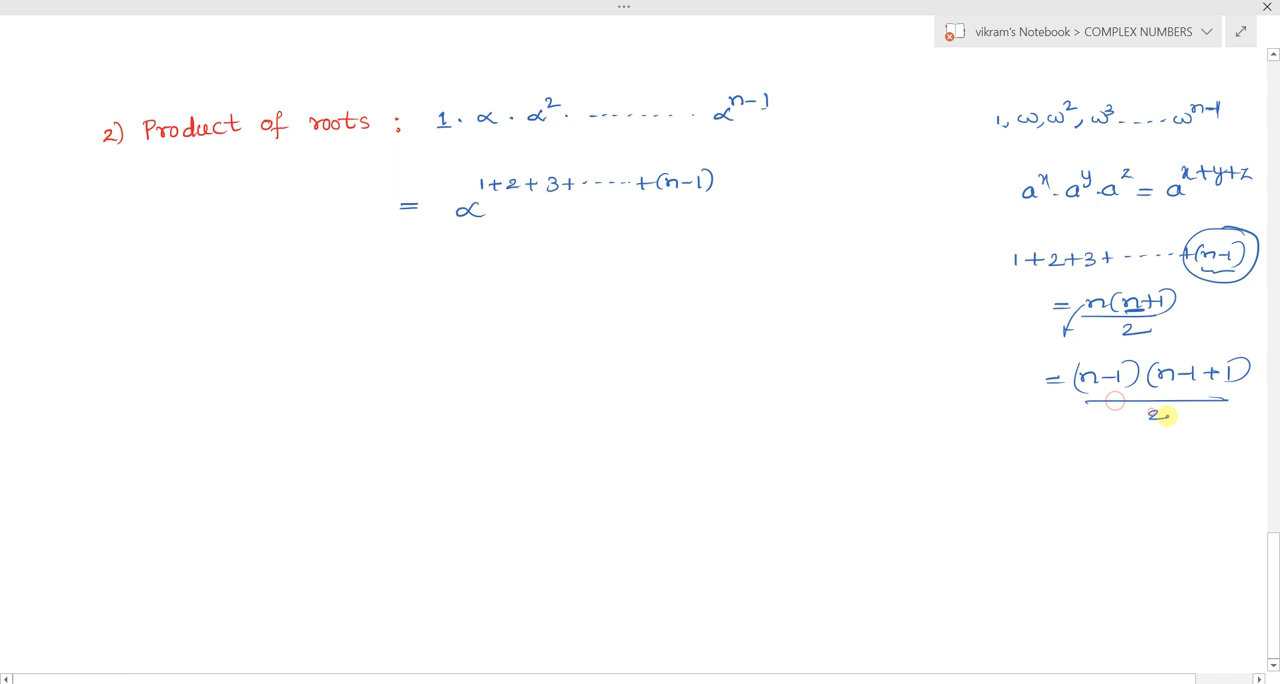 vikram's Notebook > COMPLEX NUMBERS
2) Product of roots : 1 · α · α² · ........ α^(n-1)
= α^(1+2+3+·····+(n-1))
1, ω, ω², ω³ ..... ω^(n-1)
a^x · a^y · a^z = a^(x+y+z)
1+2+3+ ·····+(n-1)
= n(n+1)
2
= (n-1) (n-1+1)
2